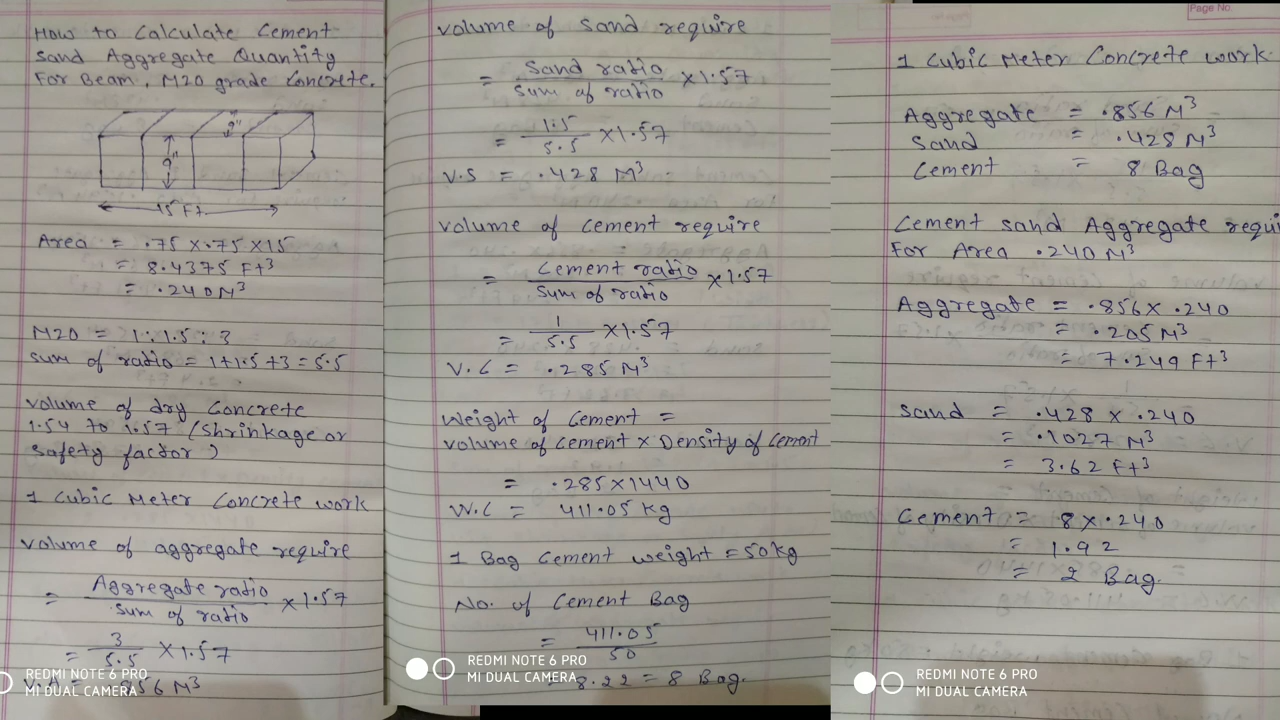 How to Calculate Cement
Sand Aggregate Quantity
For Beam, M20 grade Concrete.
9"
9"
15 Ft
Area = .75 x .75 x 15
= 8.4375 Ft³
= .240 M³
M20 = 1 : 1.5 : 3
sum of ratio = 1+1.5+3 = 5.5
volume of dry Concrete
1.54 to 1.57 (shrinkage or
safety factor)
1 Cubic Meter Concrete work
volume of aggregate require
= Aggregate ratio / sum of ratio x 1.57
= 3 / 5.5 x 1.57
56 M³
REDMI NOTE 6 PRO
MI DUAL CAMERA
volume of sand require
= Sand ratio / sum of ratio x 1.57
= 1.5 / 5.5 x 1.57
V.S = .428 M³
volume of cement require
= Cement ratio / sum of ratio x 1.57
= 1 / 5.5 x 1.57
V.C = .285 M³
Weight of Cement =
volume of cement x Density of cement
= .285 x 1440
W.C = 411.05 kg
1 Bag Cement weight = 50 kg
No. of Cement Bag
= 411.05 / 50
= 8.22 = 8 Bag.
REDMI NOTE 6 PRO
MI DUAL CAMERA
Page No.
1 Cubic Meter Concrete work.
Aggregate = .856 M³
Sand = .428 M³
Cement = 8 Bag
Cement sand Aggregate requi
For Area .240 M³
Aggregate = .856 x .240
= .205 M³
= 7.249 Ft³
Sand = .428 x .240
= .1027 M³
= 3.62 Ft³
Cement = 8 x .240
= 1.92
= 2 Bag.
REDMI NOTE 6 PRO
MI DUAL CAMERA